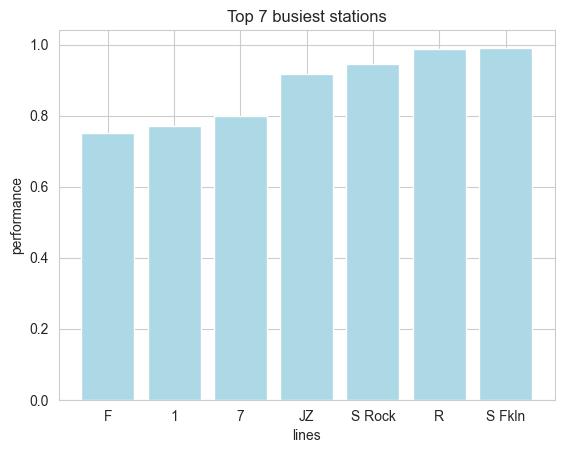 Top 7 busiest stations
performance
1.0
0.8
0.6
0.4
0.2
0.0
F 1 7 JZ S Rock R S Fkln
lines